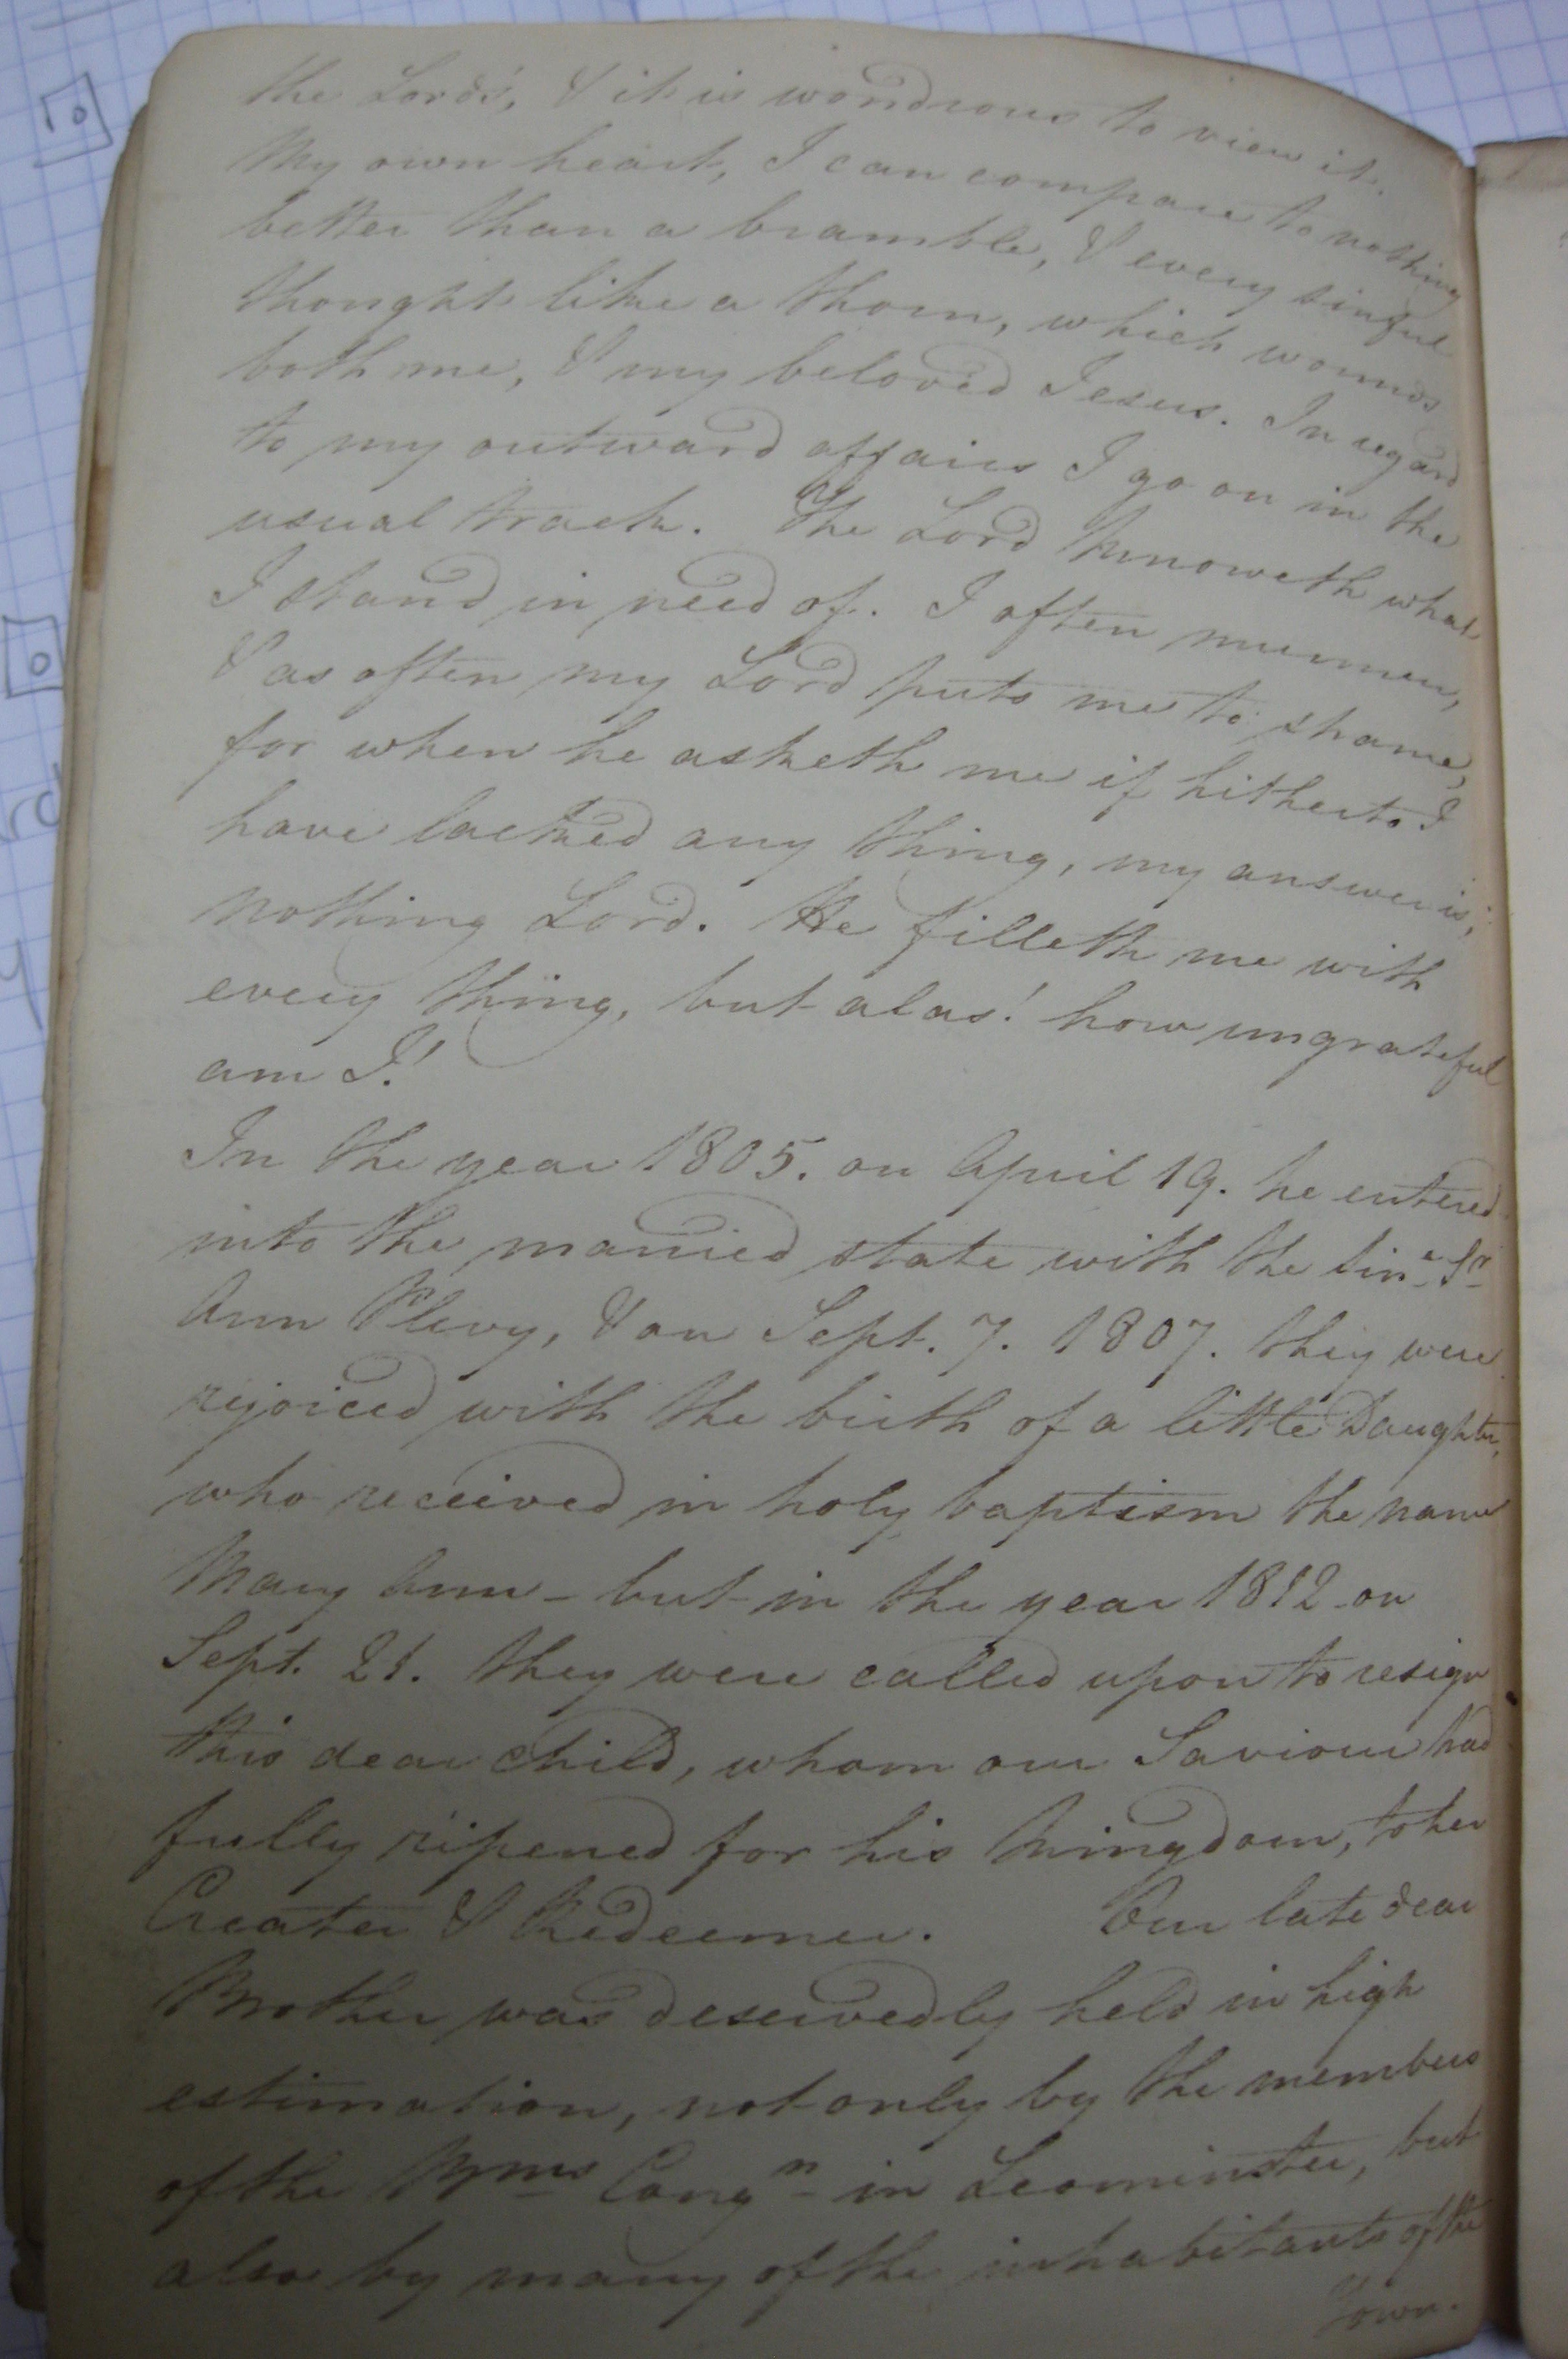 the Lord's, & it is wondrous to view it.
My own heart, I can compare to nothing
better than a bramble, & every sinful
thought like a thorn, which wounds
both me, & my beloved Jesus. In regard
to my outward affairs I go on in the
usual track. The Lord knoweth what
I stand in need of. I often murmur,
& as often my Lord puts me to shame,
for when he asketh me if hitherto I
have lacked any thing, my answer is,
nothing Lord. He filleth me with
every thing, but alas! how ungrateful
am I!
In the year 1805. on April 19. he entered
into the married state with the sin.e Sr
Ann Plevy, & on Sept. 7. 1807. they were
rejoiced with the birth of a little Daughter,
who received in holy baptism the name
Mary Ann - but in the year 1812 on
Sept. 21. they were called upon to resign
this dear child, whom our Saviour had
fully ripened for his kingdom, to her
Creator & Redeemer. Our late dear
Brother was deservedly held in high
estimation, not only by the members
of the Brns Congn in Leominster, but
also by many of the inhabitants of the
Town.